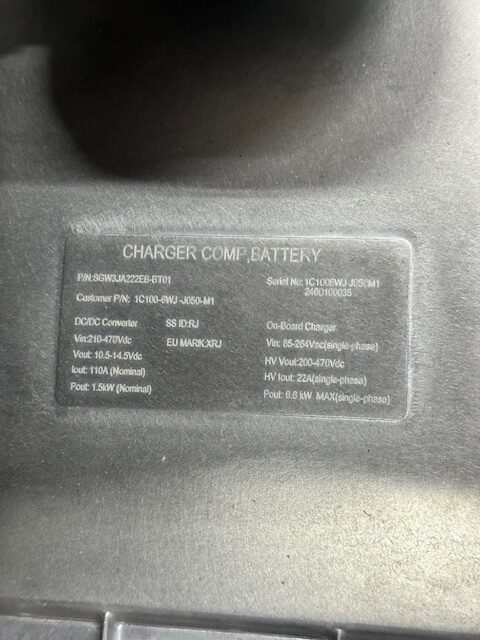 CHARGER COMP,BATTERY
P/N:SGW3JA222EB-BT01
Serial No: 1C1006WJ J050M1
2460100035
Customer P/N: 1C100-6WJ -J050-M1
DC/DC Converter SS ID:RJ
Vin:210-470Vdc EU MARK:XRJ
Vout: 10.5-14.5Vdc
Iout: 110A (Nominal)
Pout: 1.5kW (Nominal)
On-Board Charger
Vin: 85-264Vac(single-phase)
HV Vout:200-470Vdc
HV Iout: 22A(single-phase)
Pout: 6.6 kW MAX(single-phase)